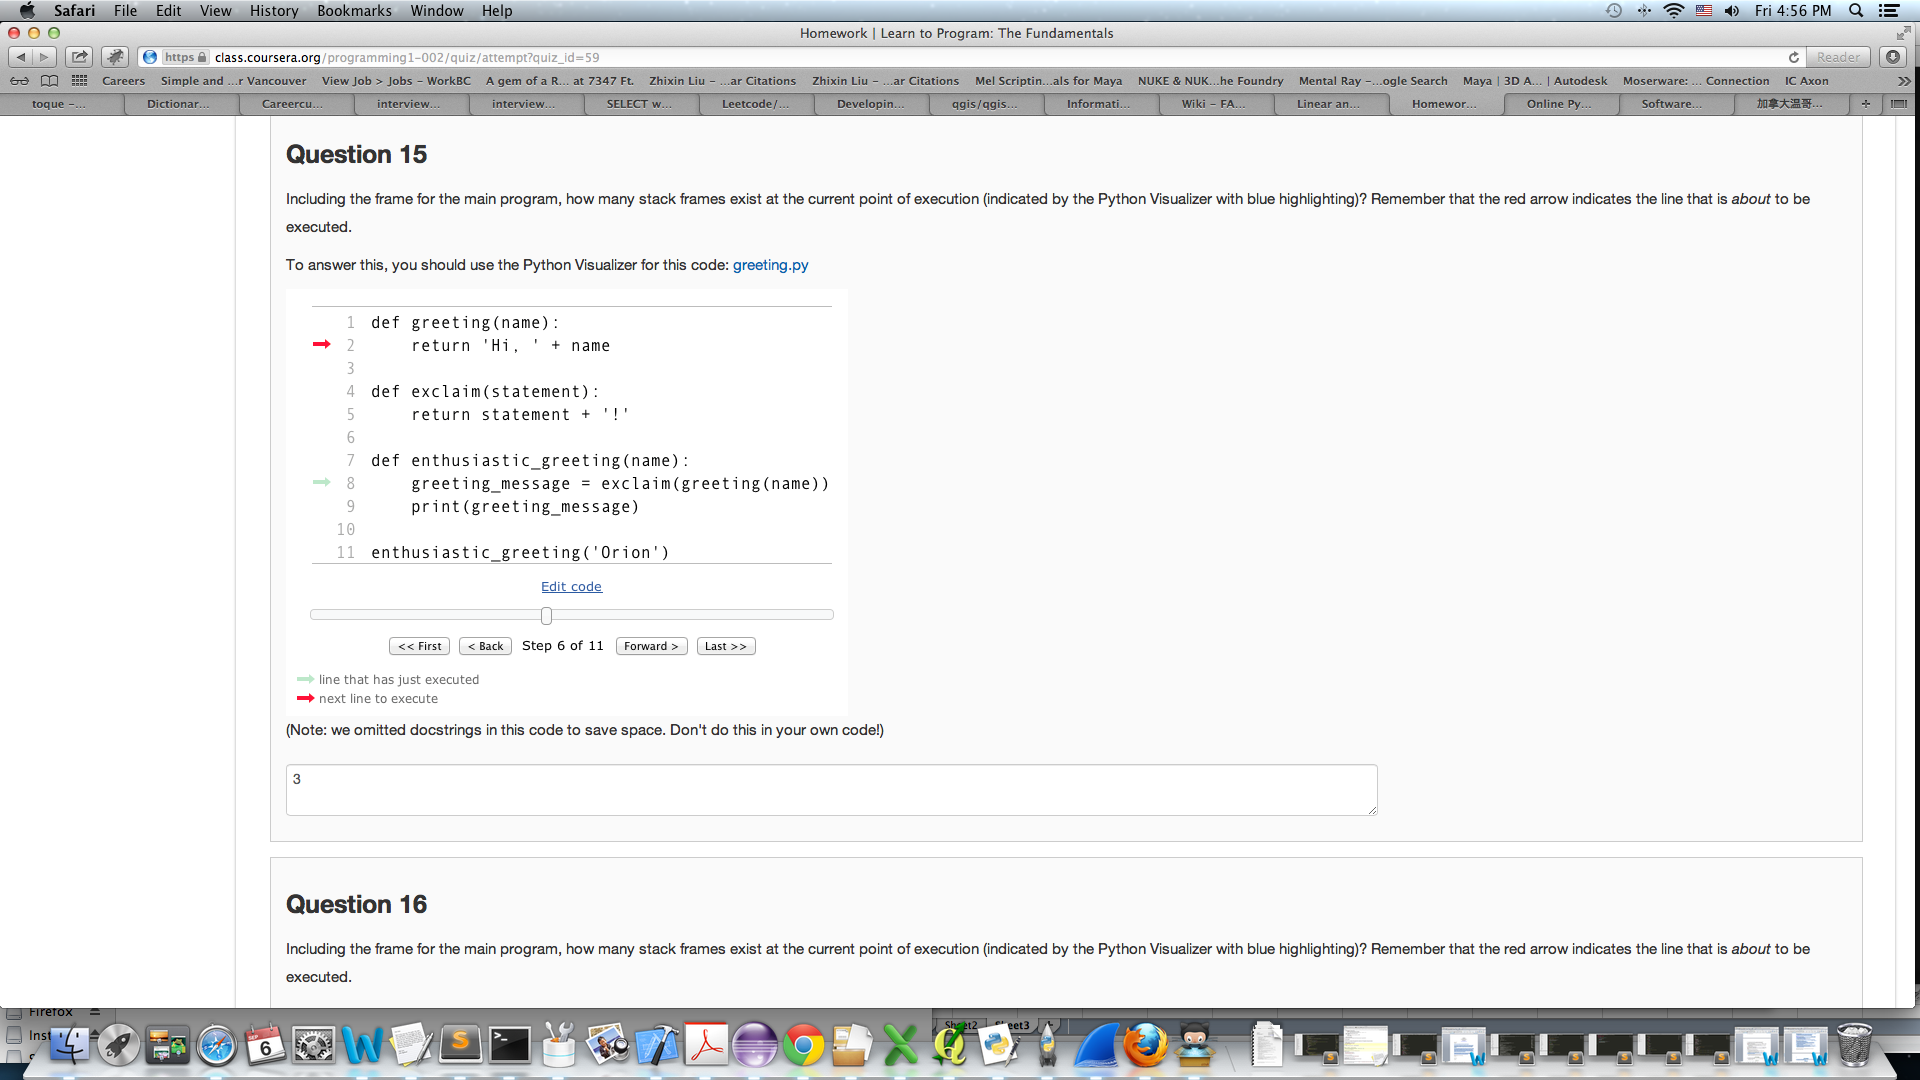 Safari File Edit View History Bookmarks Window Help Fri 4:56 PM
Homework | Learn to Program: The Fundamentals
https class.coursera.org/programming1-002/quiz/attempt?quiz_id=59 Reader
Careers Simple and ...r Vancouver View Job > Jobs – WorkBC A gem of a R... at 7347 Ft. Zhixin Liu – ...ar Citations Zhixin Liu – ...ar Citations Mel Scriptin...als for Maya NUKE & NUK...he Foundry Mental Ray –...ogle Search Maya | 3D A... | Autodesk Moserware: ... Connection IC Axon >>
toque –... Dictionar... Careercu... interview... interview... SELECT w... Leetcode/... Developin... qgis/qgis... Informati... Wiki – FA... Linear an... Homewor... Online Py... Software... 加拿大溫哥... +
Question 15
Including the frame for the main program, how many stack frames exist at the current point of execution (indicated by the Python Visualizer with blue highlighting)? Remember that the red arrow indicates the line that is about to be
executed.
To answer this, you should use the Python Visualizer for this code: greeting.py
1 def greeting(name):
2     return 'Hi, ' + name
3
4 def exclaim(statement):
5     return statement + '!'
6
7 def enthusiastic_greeting(name):
8     greeting_message = exclaim(greeting(name))
9     print(greeting_message)
10
11 enthusiastic_greeting('Orion')
Edit code
<< First < Back Step 6 of 11 Forward > Last >>
line that has just executed
next line to execute
(Note: we omitted docstrings in this code to save space. Don't do this in your own code!)
3
Question 16
Including the frame for the main program, how many stack frames exist at the current point of execution (indicated by the Python Visualizer with blue highlighting)? Remember that the red arrow indicates the line that is about to be
executed.
Firefox
Inst
Sheet2 Sheet3 +
SEP
6